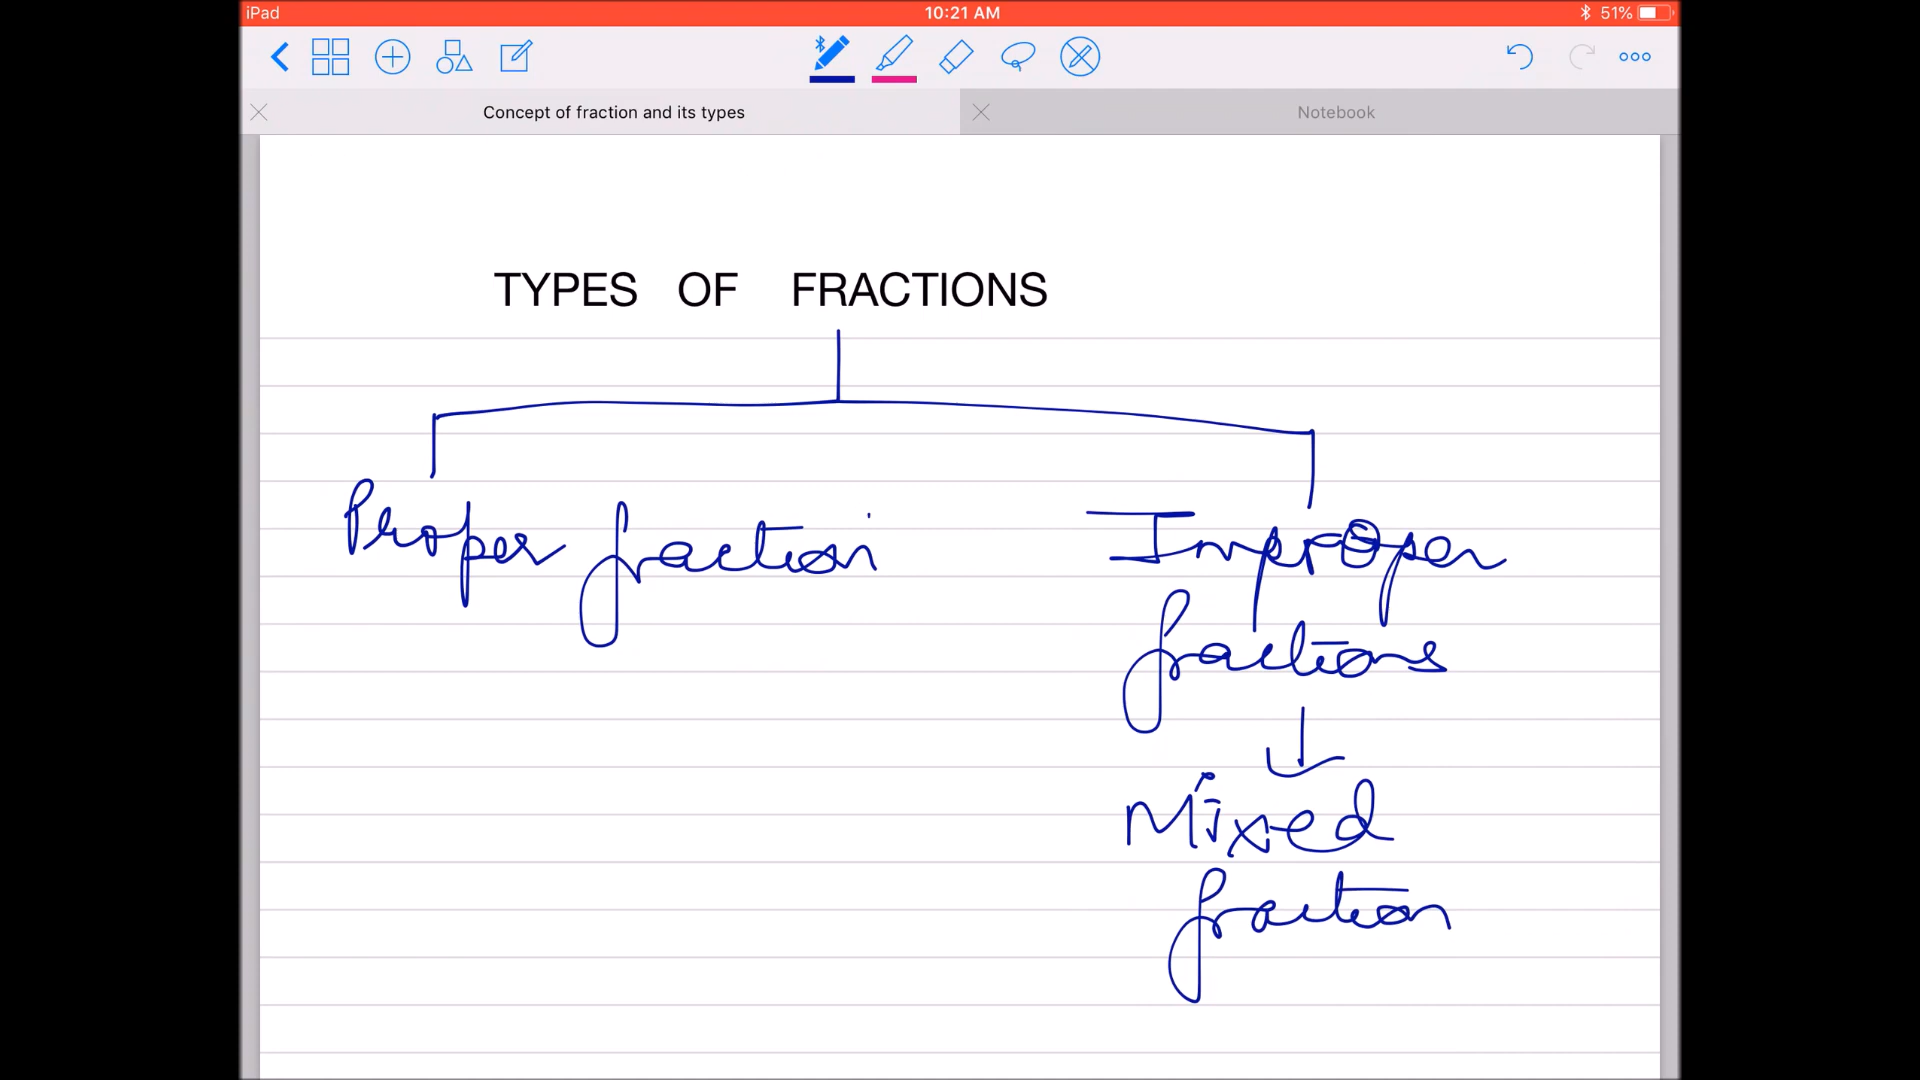 iPad 10:21 AM 51%
Concept of fraction and its types Notebook
TYPES OF FRACTIONS
Proper fraction Improper
fractions
Mixed
fraction